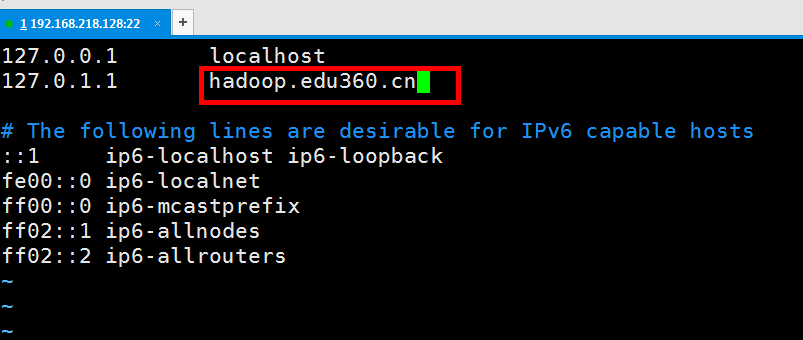 1 192.168.218.128:22 × +
127.0.0.1 localhost
127.0.1.1 hadoop.edu360.cn
# The following lines are desirable for IPv6 capable hosts
::1 ip6-localhost ip6-loopback
fe00::0 ip6-localnet
ff00::0 ip6-mcastprefix
ff02::1 ip6-allnodes
ff02::2 ip6-allrouters
~
~
~